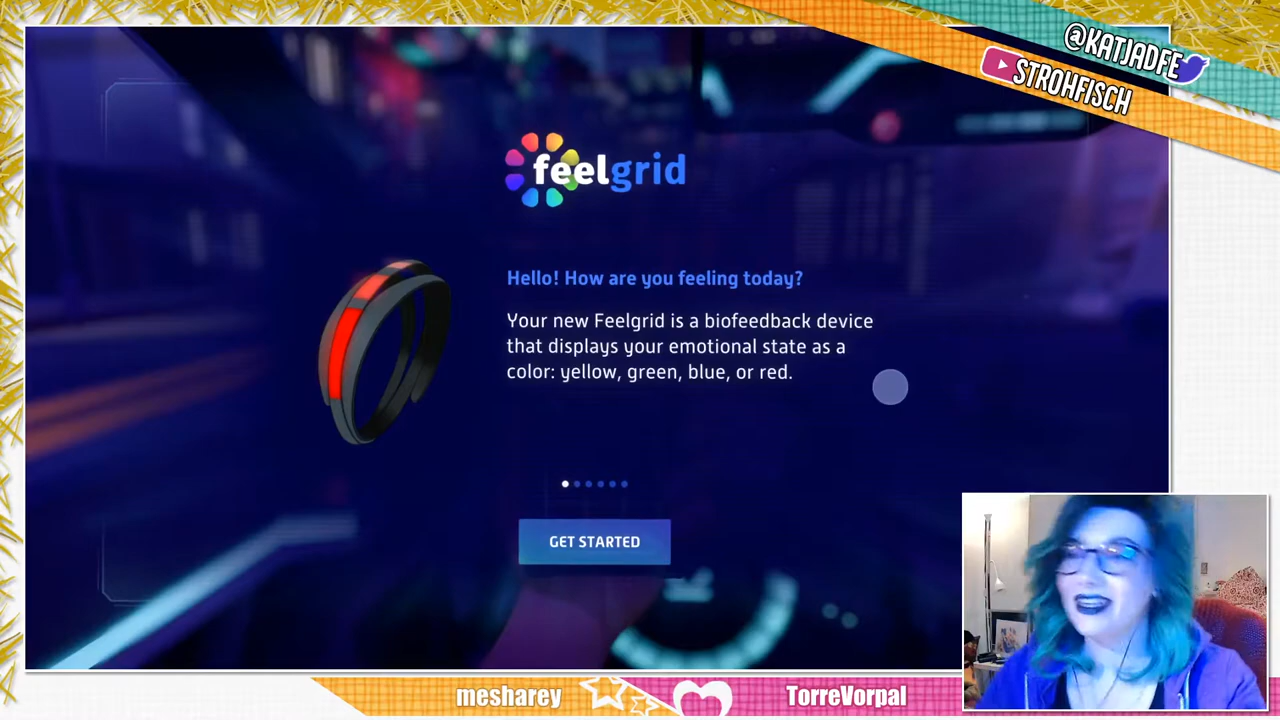 @KATJADFE
STROHFISCH
feelgrid
Hello! How are you feeling today?
Your new Feelgrid is a biofeedback device
that displays your emotional state as a
color: yellow, green, blue, or red.
GET STARTED
mesharey
TorreVorpal